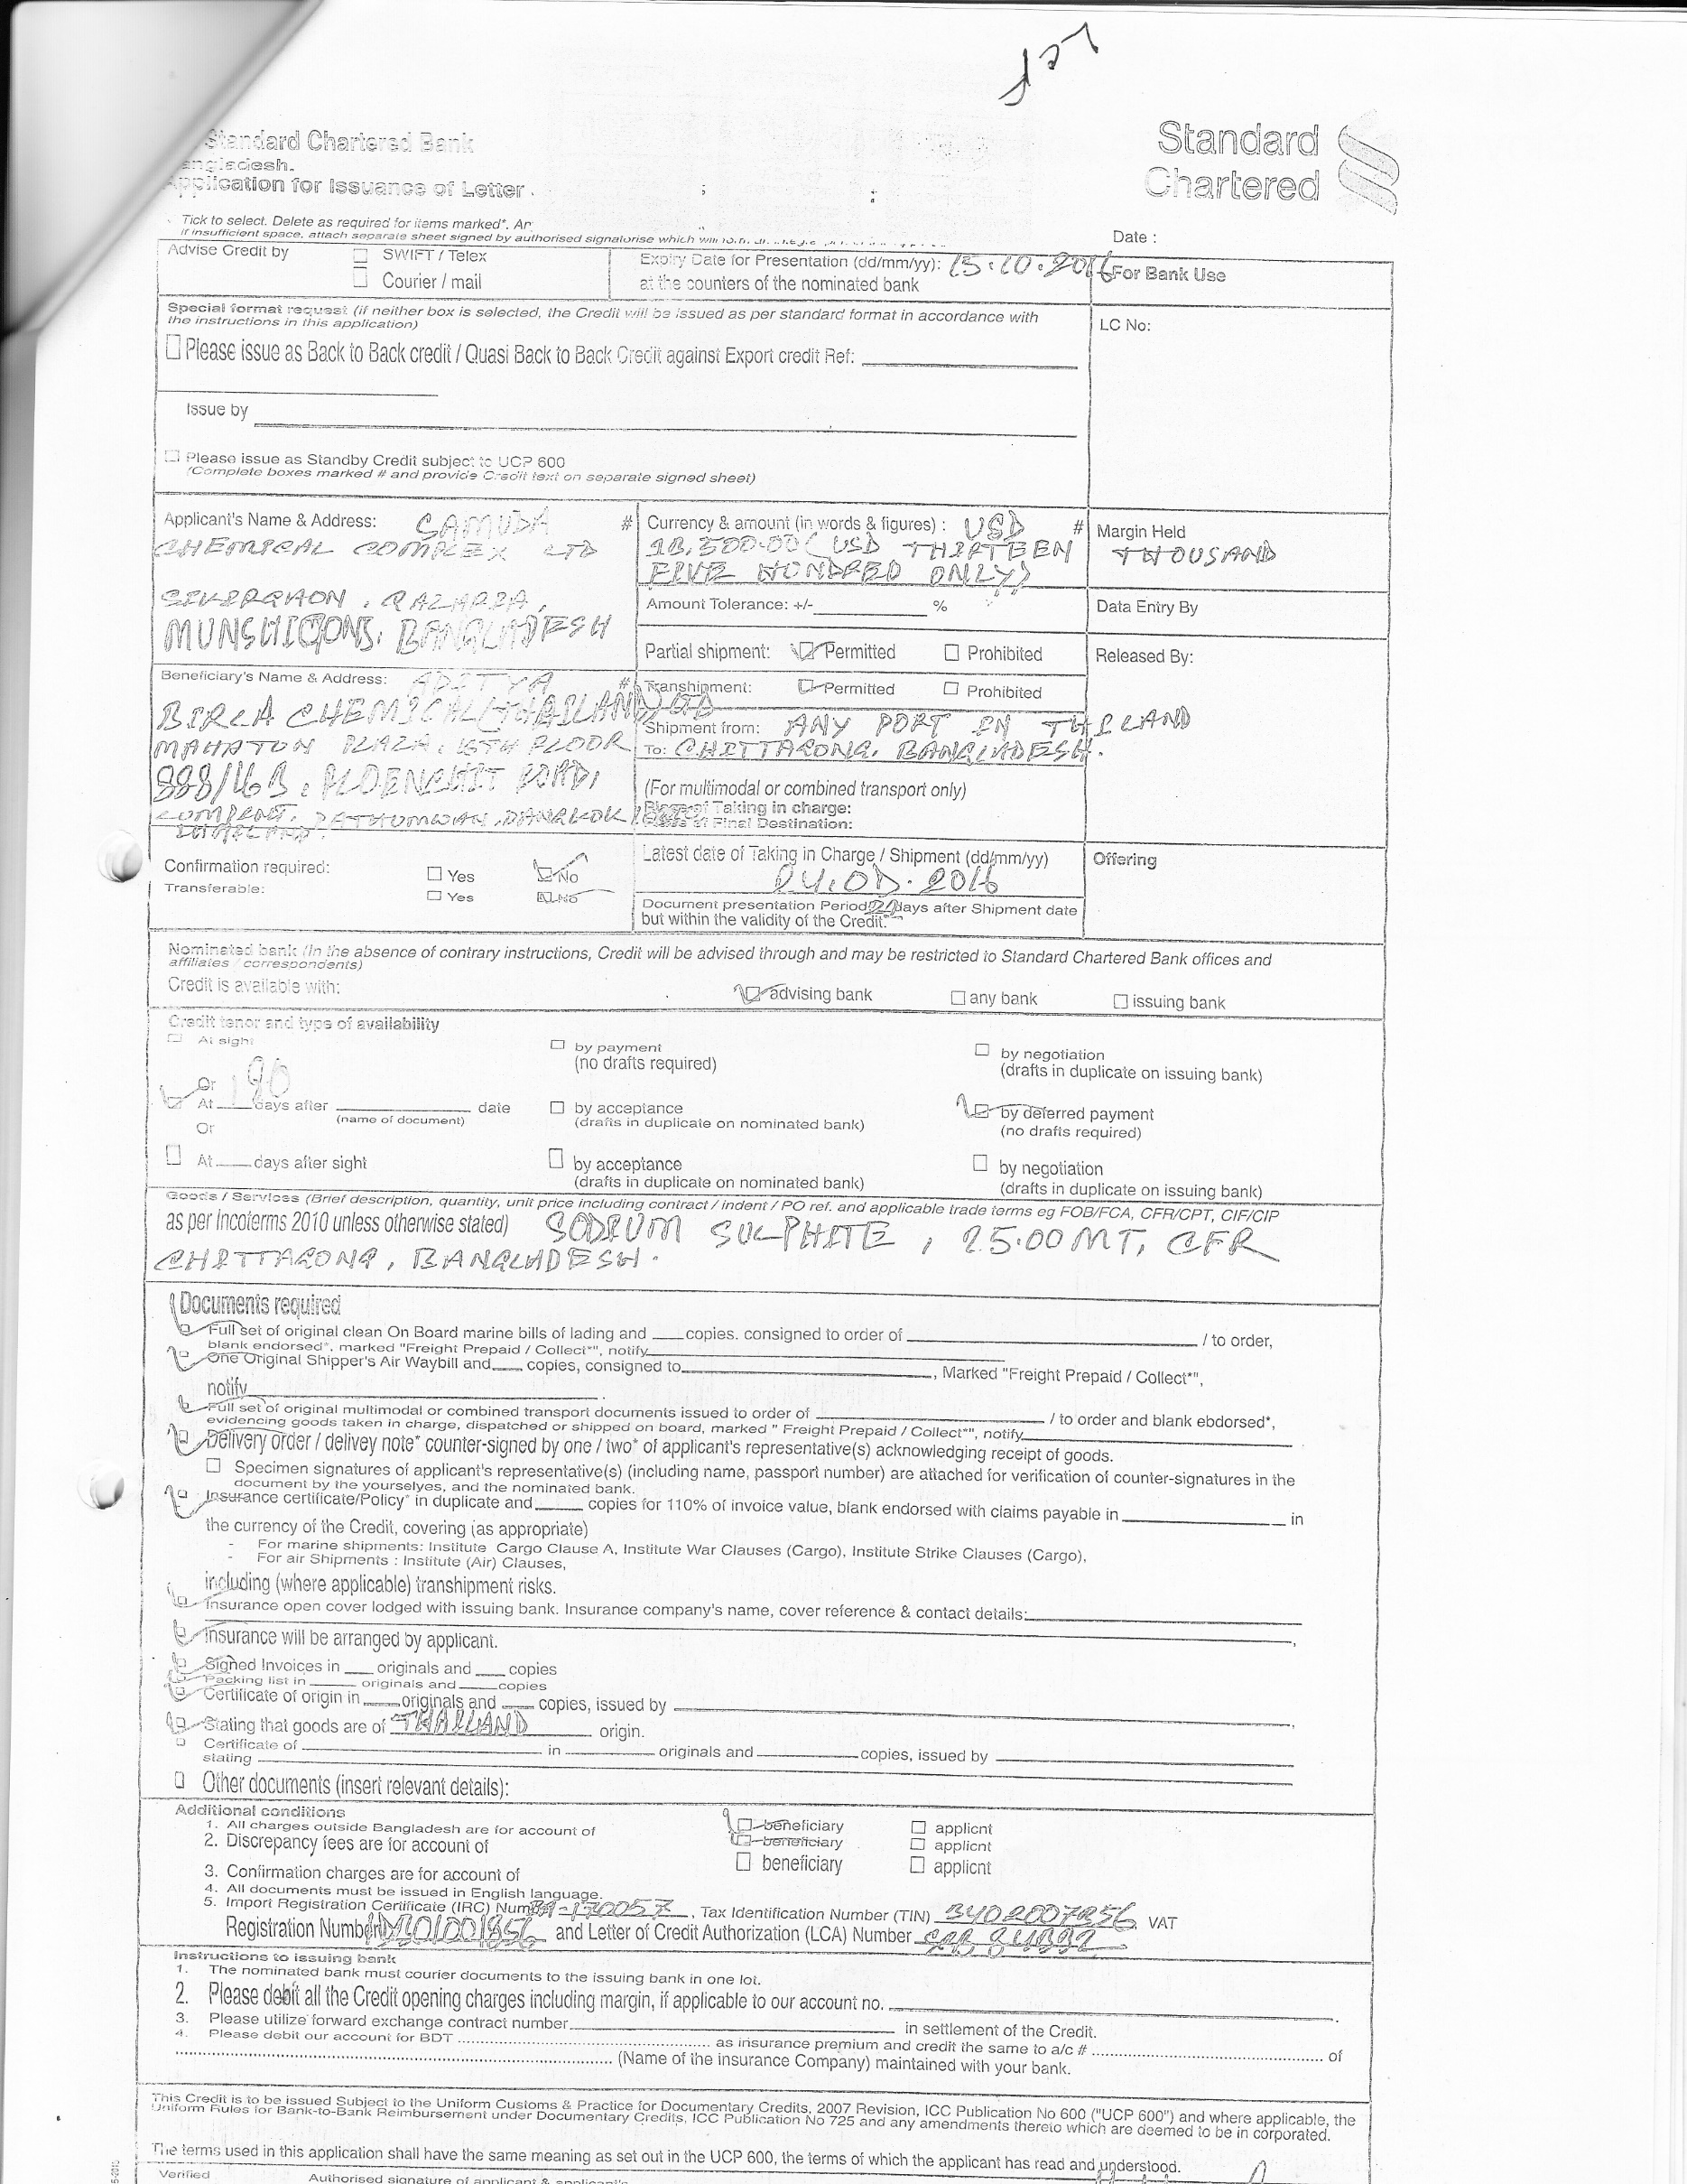 Standard Chartered Bank
Bangladesh.
Application for Issuance of Letter
Standard
Chartered
Tick to select. Delete as required for items marked*.
If insufficient space, attach separate sheet signed by authorised signatorise which will
Date :
Advise Credit by
SWIFT / Telex
Courier / mail
Expiry Date for Presentation (dd/mm/yy): 15.10.2016
at the counters of the nominated bank
For Bank Use
Special format request (if neither box is selected, the Credit will be issued as per standard format in accordance with
the instructions in this application)
LC No:
Please issue as Back to Back credit / Quasi Back to Back Credit against Export credit Ref:
Issue by
Please issue as Standby Credit subject to UCP 600
(Complete boxes marked # and provide Credit text on separate signed sheet)
Applicant's Name & Address: SAMUDA #
CHEMICAL COMPLEX LTD
MUNSHIGONJ. BANGLADESH
Currency & amount (in words & figures) : USD #
13,500.00 (USD THIRTEEN THOUSAND
FIVE HUNDRED ONLY)
Margin Held
Amount Tolerance: +/- %
Data Entry By
Partial shipment: Permitted Prohibited
Released By:
Beneficiary's Name & Address: ADITYA #
BIRLA CHEMICAL (THAILAND) LTD
MAHATUN PLAZA, 16TH FLOOR
888/163, PLOENCHIT ROAD,
LUMPINI, PATHUMWAN, BANGKOK
THAILAND.
Transhipment: Permitted Prohibited
Shipment from: ANY PORT IN THILAND
To: CHITTAGONG, BANGLADESH.
(For multimodal or combined transport only)
Place of Taking in charge:
Place of Final Destination:
Confirmation required: Yes No
Transferable: Yes No
Latest date of Taking in Charge / Shipment (dd/mm/yy)
2016
Document presentation Period 21 days after Shipment date
but within the validity of the Credit.
Offering
Nominated bank (In the absence of contrary instructions, Credit will be advised through and may be restricted to Standard Chartered Bank offices and
affiliates / correspondents)
Credit is available with: advising bank any bank issuing bank
Credit tenor and type of availability
At sight
by payment
(no drafts required)
by negotiation
(drafts in duplicate on issuing bank)
Or
At 180 days after date
(name of document)
by acceptance
(drafts in duplicate on nominated bank)
by deferred payment
(no drafts required)
Or
At days after sight
by acceptance
(drafts in duplicate on nominated bank)
by negotiation
(drafts in duplicate on issuing bank)
Goods / Services (Brief description, quantity, unit price including contract / indent / PO ref. and applicable trade terms eg FOB/FCA, CFR/CPT, CIF/CIP
as per Incoterms 2010 unless otherwise stated) SODIUM SULPHITE, 25.00 MT, CFR
CHITTAGONG, BANGLADESH.
Documents required
Full set of original clean On Board marine bills of lading and copies. consigned to order of / to order,
blank endorsed*, marked "Freight Prepaid / Collect*", notify
One Original Shipper's Air Waybill and copies, consigned to , Marked "Freight Prepaid / Collect*",
notify .
Full set of original multimodal or combined transport documents issued to order of / to order and blank ebdorsed*,
evidencing goods taken in charge, dispatched or shipped on board, marked " Freight Prepaid / Collect*", notify
Delivery order / delivey note* counter-signed by one / two* of applicant's representative(s) acknowledging receipt of goods.
Specimen signatures of applicant's representative(s) (including name, passport number) are attached for verification of counter-signatures in the
document by the yourselyes, and the nominated bank.
Insurance certificate/Policy* in duplicate and copies for 110% of invoice value, blank endorsed with claims payable in in
the currency of the Credit, covering (as appropriate)
- For marine shipments: Institute Cargo Clause A, Institute War Clauses (Cargo), Institute Strike Clauses (Cargo),
- For air Shipments : Institute (Air) Clauses,
including (where applicable) transhipment risks.
Insurance open cover lodged with issuing bank. Insurance company's name, cover reference & contact details:
Insurance will be arranged by applicant.
Signed Invoices in originals and copies
Packing list in originals and copies
Certificate of origin in originals and copies, issued by
Stating that goods are of THAILAND origin.
Certificate of in originals and copies, issued by
stating
Other documents (insert relevant details):
Additional conditions
1. All charges outside Bangladesh are for account of beneficiary applicnt
2. Discrepancy fees are for account of beneficiary applicnt
3. Confirmation charges are for account of beneficiary applicnt
4. All documents must be issued in English language.
5. Import Registration Certificate (IRC) Number -170057 , Tax Identification Number (TIN) VAT
Registration Number and Letter of Credit Authorization (LCA) Number
Instructions to issuing bank
1. The nominated bank must courier documents to the issuing bank in one lot.
2. Please debit all the Credit opening charges including margin, if applicable to our account no. .
3. Please utilize forward exchange contract number in settlement of the Credit.
4. Please debit our account for BDT as insurance premium and credit the same to a/c # of
(Name of the insurance Company) maintained with your bank.
This Credit is to be issued Subject to the Uniform Customs & Practice for Documentary Credits, 2007 Revision, ICC Publication No 600 ("UCP 600") and where applicable, the
Uniform Rules for Bank-to-Bank Reimbursement under Documentary Credits, ICC Publication No 725 and any amendments thereto which are deemed to be in corporated.
The terms used in this application shall have the same meaning as set out in the UCP 600, the terms of which the applicant has read and understood.
Verified
Authorised signature of applicant & applicant's